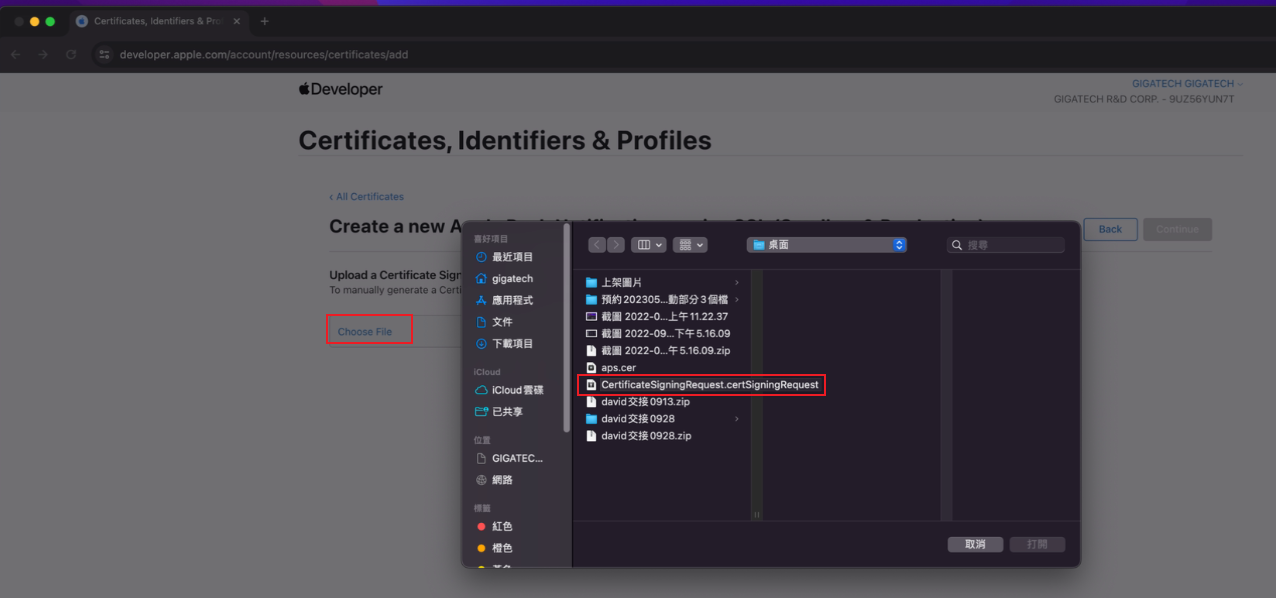 Certificates, Identifiers & Prof
developer.apple.com/account/resources/certificates/add
Developer
GIGATECH GIGATECH
GIGATECH R&D CORP. - 9UZ56YUN7T
Certificates, Identifiers & Profiles
All Certificates
Create a new A
Back
Continue
Upload a Certificate Sign
To manually generate a Certi
Choose File
喜好項目
最近項目
gigatech
應用程式
文件
下載項目
iCloud
iCloud雲碟
已共享
位置
GIGATEC...
網路
標籤
紅色
橙色
桌面
搜尋
上架圖片
預約202305...動部分3個檔
截圖 2022-0...上午11.22.37
截圖 2022-09...下午5.16.09
截圖 2022-0...午5.16.09.zip
aps.cer
CertificateSigningRequest.certSigningRequest
david交接0913.zip
david交接0928
david交接0928.zip
取消
打開